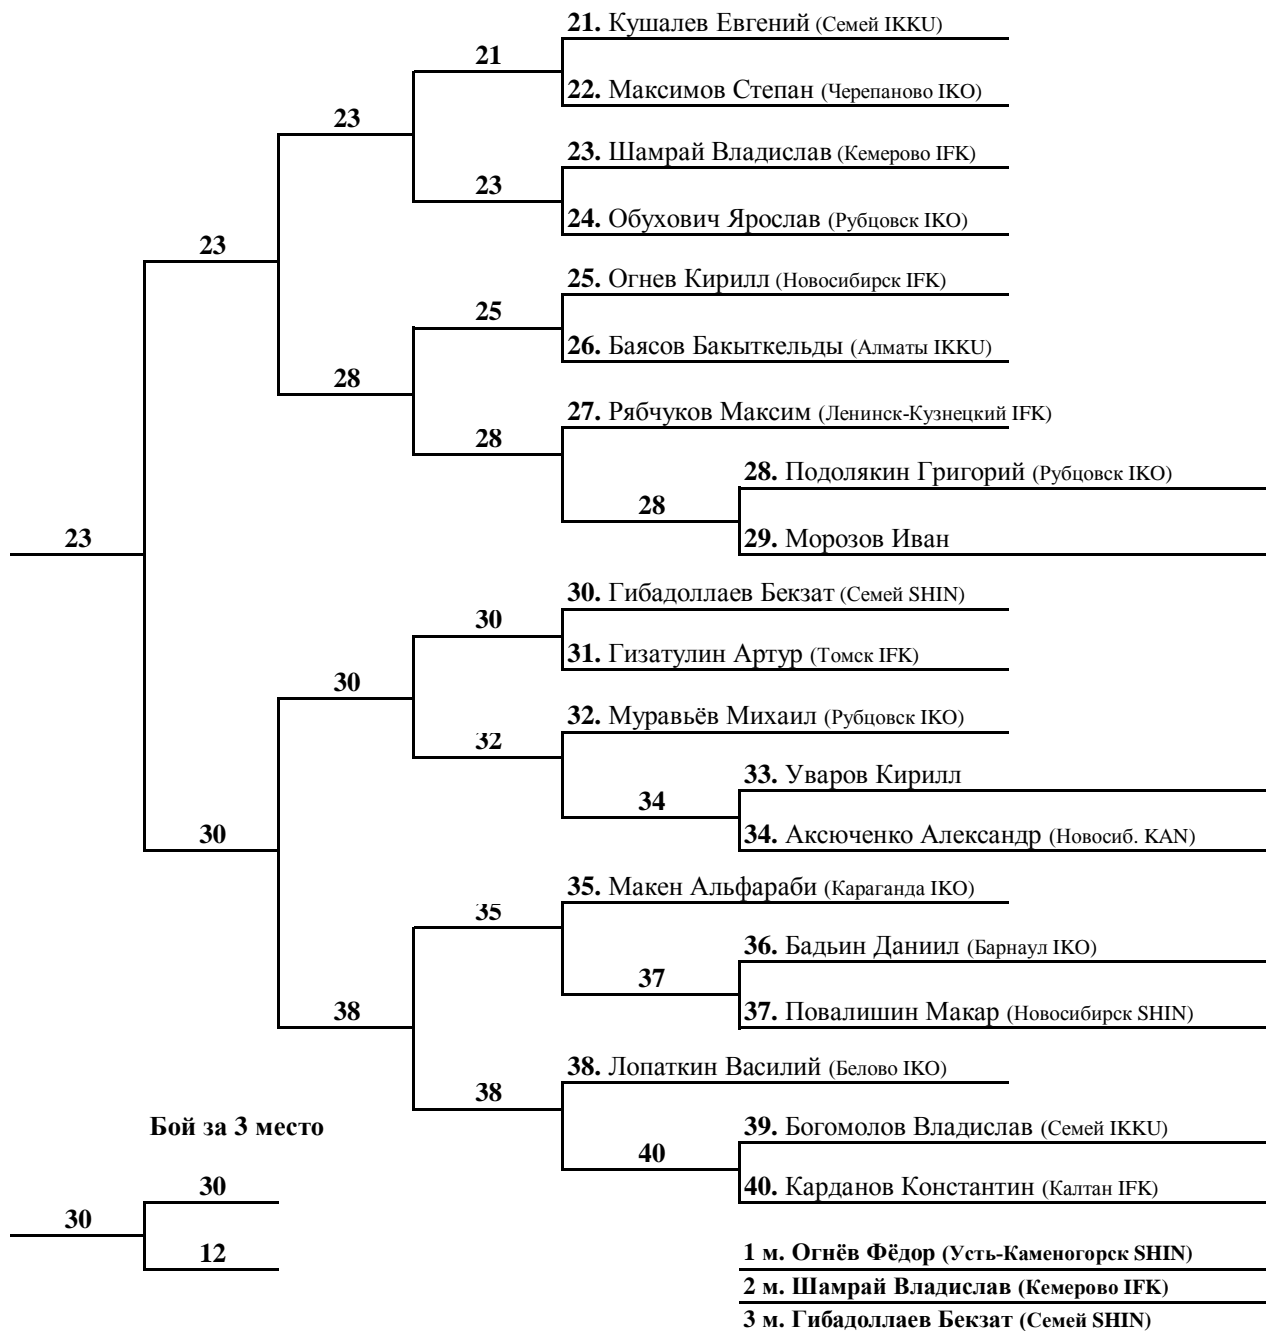 21. Кушалев Евгений (Семей IKKU)
21
22. Максимов Степан (Черепаново IKO)
23
23. Шамрай Владислав (Кемерово IFK)
23
24. Обухович Ярослав (Рубцовск IKO)
23
25. Огнев Кирилл (Новосибирск IFK)
25
26. Баясов Бакыткельды (Алматы IKKU)
28
27. Рябчуков Максим (Ленинск-Кузнецкий IFK)
28
28. Подолякин Григорий (Рубцовск IKO)
28
23
29. Морозов Иван
30. Гибадоллаев Бекзат (Семей SHIN)
30
31. Гизатулин Артур (Томск IFK)
30
32. Муравьёв Михаил (Рубцовск IKO)
32
33. Уваров Кирилл
34
30
34. Аксюченко Александр (Новосиб. KAN)
35. Макен Альфараби (Караганда IKO)
35
36. Бадьин Даниил (Барнаул IKO)
37
38
37. Повалишин Макар (Новосибирск SHIN)
38. Лопаткин Василий (Белово IKO)
38
Бой за 3 место
39. Богомолов Владислав (Семей IKKU)
40
30
40. Карданов Константин (Калтан IFK)
30
12
1 м. Огнёв Фёдор (Усть-Каменогорск SHIN)
2 м. Шамрай Владислав (Кемерово IFK)
3 м. Гибадоллаев Бекзат (Семей SHIN)